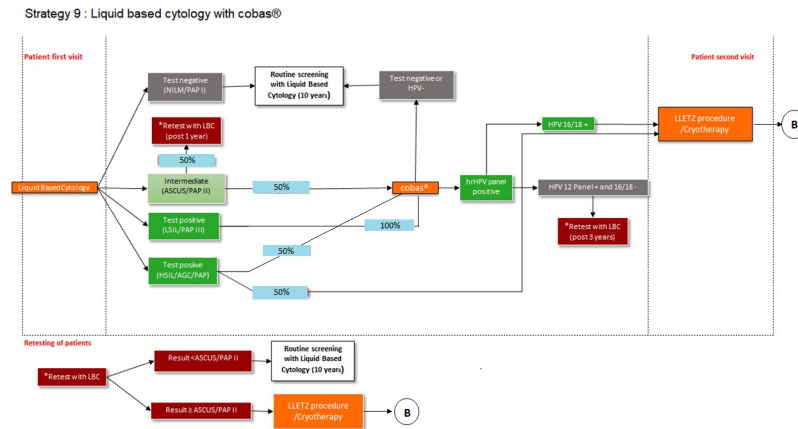 Strategy 9 : Liquid based cytology with cobas®
Patient first visit
Patient second visit
Test negative
(NILM/PAP I)
Routine screening
with Liquid Based
Cytology (10 years)
Test negative or
HPV-
*Retest with LBC
(post 1 year)
50%
HPV 16/18 +
LLETZ procedure
/Cryotherapy
B
Liquid Based Cytology
Intermediate
(ASCUS/PAP II)
50%
cobas®
hrHPV panel
positive
HPV 12 Panel + and 16/18 -
Test positive
(LSIL/PAP III)
100%
*Retest with LBC
(post 3 years)
50%
Test posiive
(HSIL/AGC/PAP)
50%
Retesting of patients
*Retest with LBC
Result <ASCUS/PAP II
Routine screening
with Liquid Based
Cytology (10 years)
Result ≥ ASCUS/PAP II
LLETZ procedure
/Cryotherapy
B